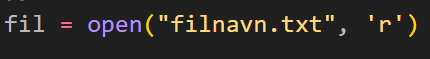 fil = open("filnavn.txt", 'r')